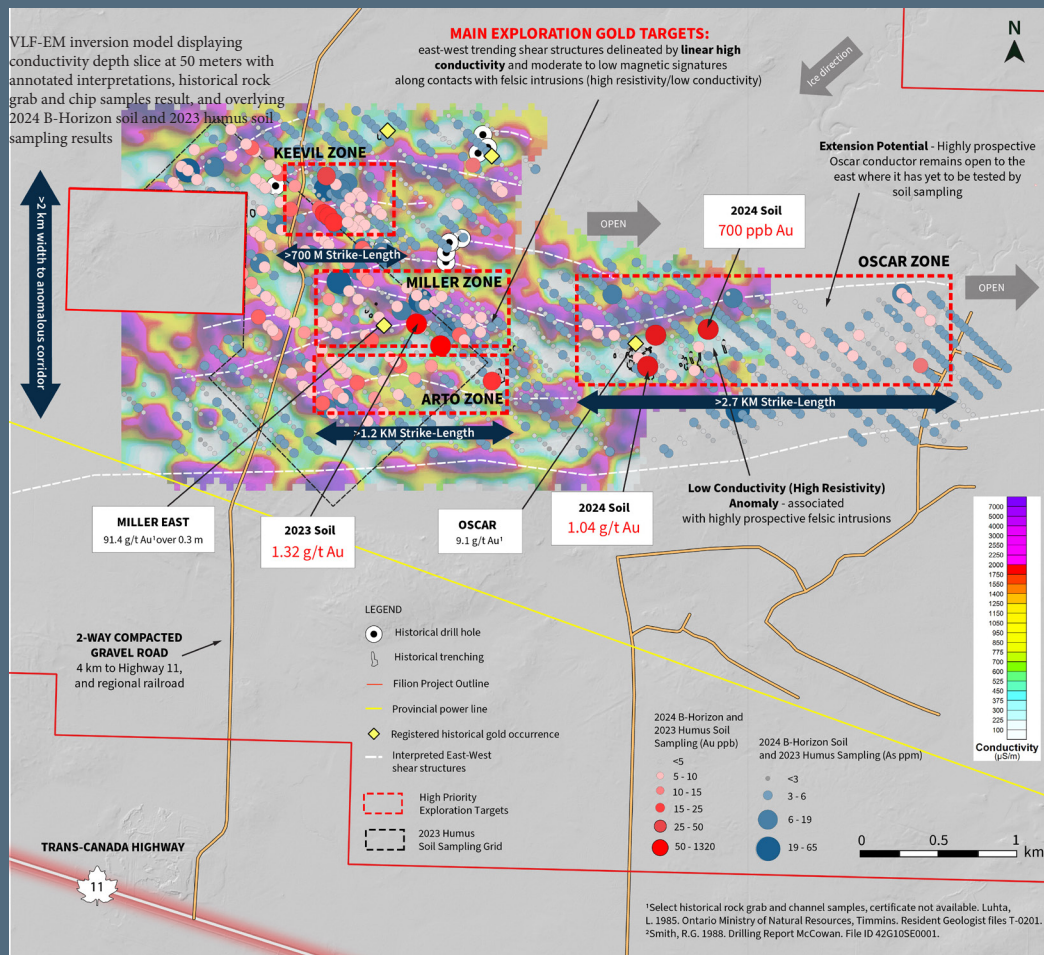 VLF-EM inversion model displaying
conductivity depth slice at 50 meters with
annotated interpretations, historical rock
grab and chip samples result, and overlying
2024 B-Horizon soil and 2023 humus soil
sampling results
MAIN EXPLORATION GOLD TARGETS:
east-west trending shear structures delineated by linear high
conductivity and moderate to low magnetic signatures
along contacts with felsic intrusions (high resistivity/low conductivity)
Ice direction
N
Extension Potential - Highly prospective
Oscar conductor remains open to the
east where it has yet to be tested by
soil sampling
KEEVIL ZONE
>2 km width to anomalous corridor
>700 M Strike-Length
OPEN
2024 Soil
700 ppb Au
MILLER ZONE
OSCAR ZONE
OPEN
ARTO ZONE
>1.2 KM Strike-Length
>2.7 KM Strike-Length
Low Conductivity (High Resistivity)
Anomaly - associated
with highly prospective felsic intrusions
MILLER EAST
91.4 g/t Au¹over 0.3 m
2023 Soil
1.32 g/t Au
OSCAR
9.1 g/t Au¹
2024 Soil
1.04 g/t Au
7000
5000
4000
3000
2550
2250
2000
1750
1550
1400
1250
1150
1050
950
850
775
700
600
525
450
375
300
225
100
Conductivity
(µS/m)
2-WAY COMPACTED
GRAVEL ROAD
4 km to Highway 11,
and regional railroad
LEGEND
Historical drill hole
Historical trenching
Filion Project Outline
Provincial power line
Registered historical gold occurrence
Interpreted East-West
shear structures
High Priority
Exploration Targets
2023 Humus
Soil Sampling Grid
2024 B-Horizon and
2023 Humus Soil
Sampling (Au ppb)
<5
5 - 10
10 - 15
15 - 25
25 - 50
50 - 1320
2024 B-Horizon Soil
and 2023 Humus Sampling (As ppm)
<3
3 - 6
6 - 19
19 - 65
0 0.5 1
km
TRANS-CANADA HIGHWAY
11
¹Select historical rock grab and channel samples, certificate not available. Luhta,
L. 1985. Ontario Ministry of Natural Resources, Timmins. Resident Geologist files T-0201.
²Smith, R.G. 1988. Drilling Report McCowan. File ID 42G10SE0001.